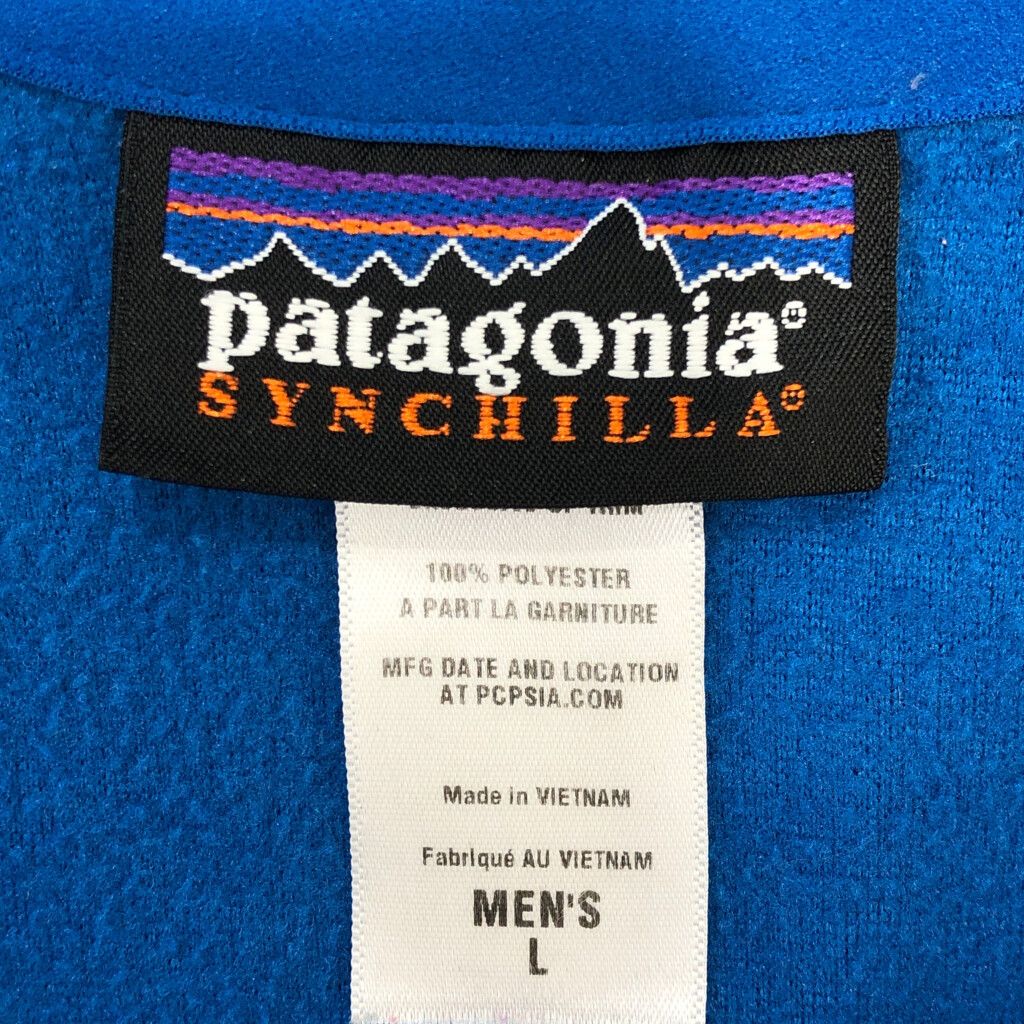 patagonia®
SYNCHILLA®
TRIM
100% POLYESTER
A PART LA GARNITURE
MFG DATE AND LOCATION
AT PCPSIA.COM
Made in VIETNAM
Fabriqué AU VIETNAM
MEN'S
L